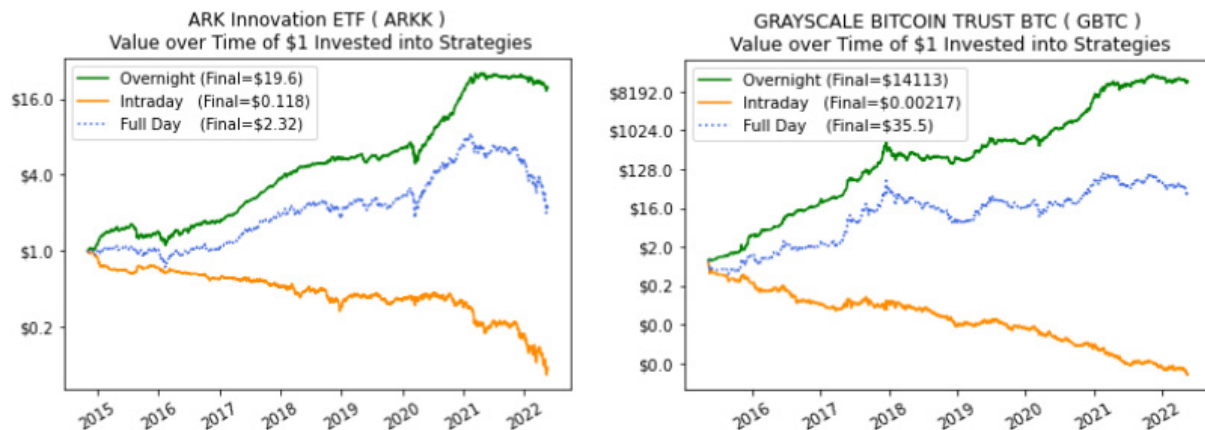 ARK Innovation ETF ( ARKK )
Value over Time of $1 Invested into Strategies
Overnight (Final=$19.6)
Intraday (Final=$0.118)
Full Day (Final=$2.32)
$16.0
$4.0
$1.0
$0.2
2015
2016
2017
2018
2019
2020
2021
2022
GRAYSCALE BITCOIN TRUST BTC ( GBTC )
Value over Time of $1 Invested into Strategies
Overnight (Final=$14113)
Intraday (Final=$0.00217)
Full Day (Final=$35.5)
$8192.0
$1024.0
$128.0
$16.0
$2.0
$0.2
$0.0
$0.0
2016
2017
2018
2019
2020
2021
2022